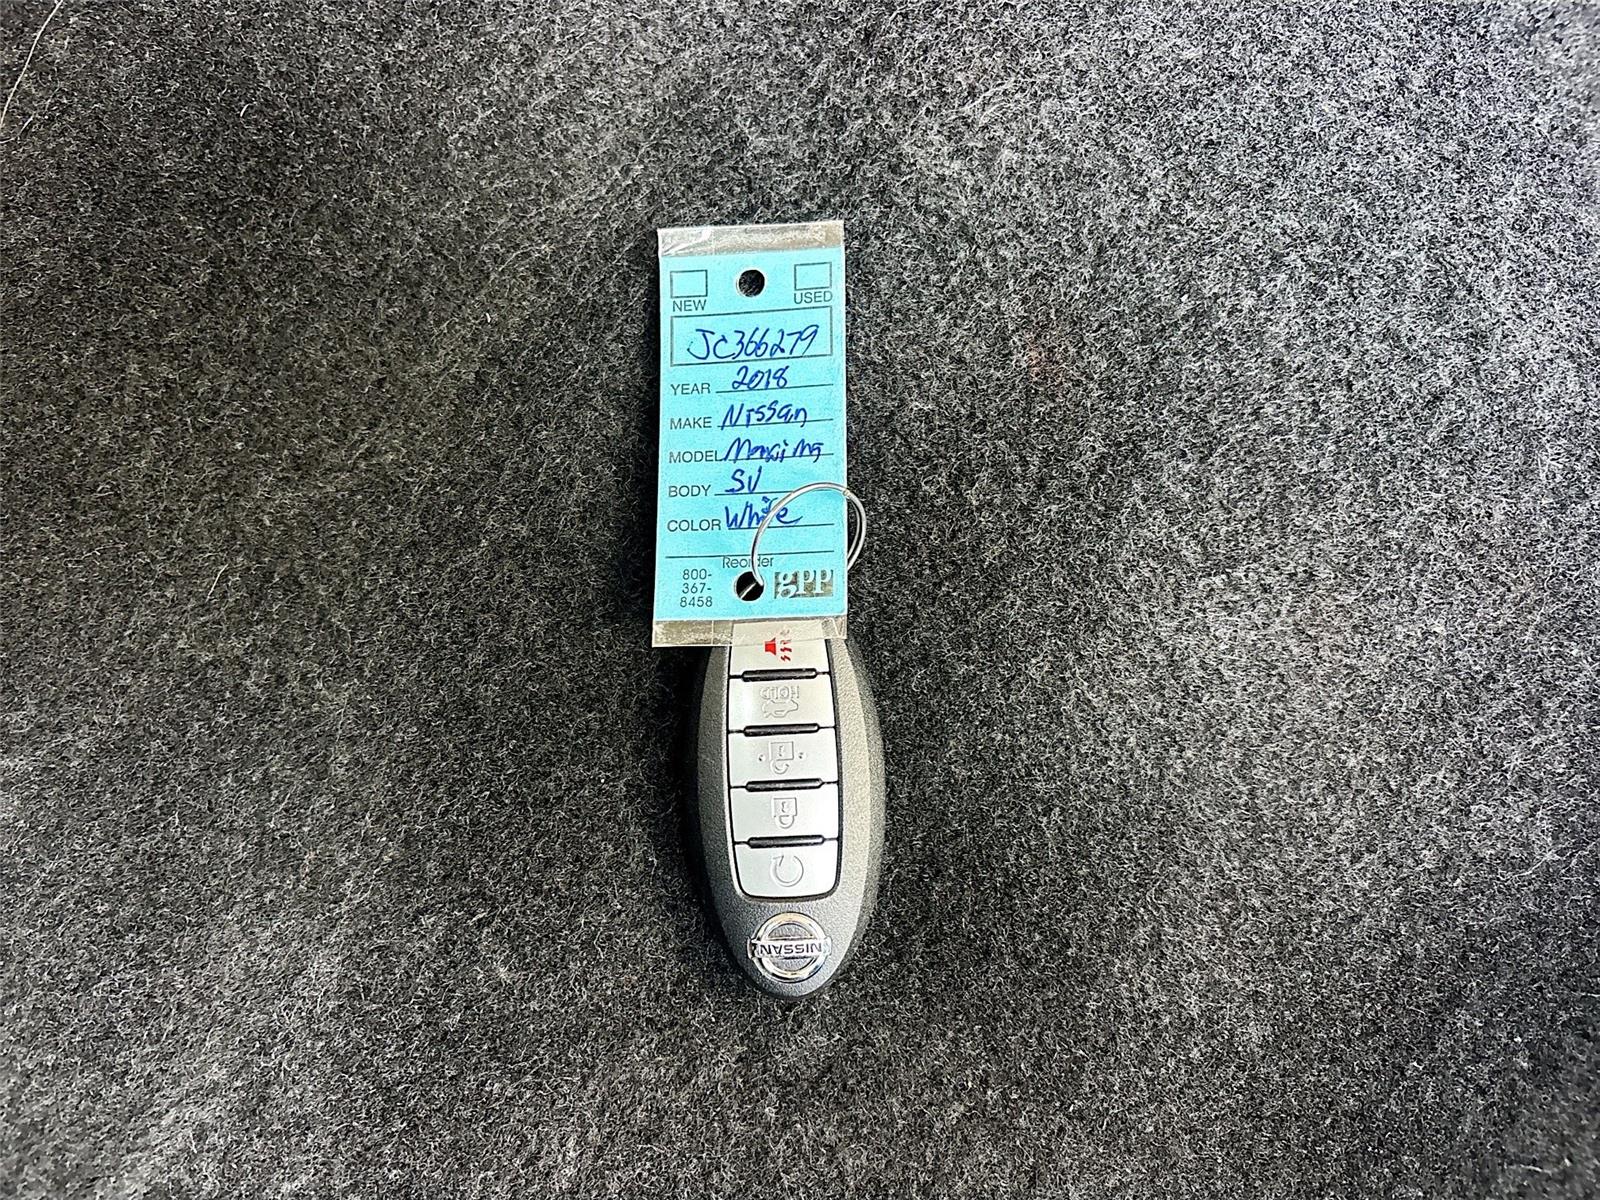 NEW USED
JC366279
YEAR 2018
MAKE Nissan
MODEL Maxima
BODY SV
COLOR White
Reorder
800-
367-
8458
gpp
HOLD
NISSAN